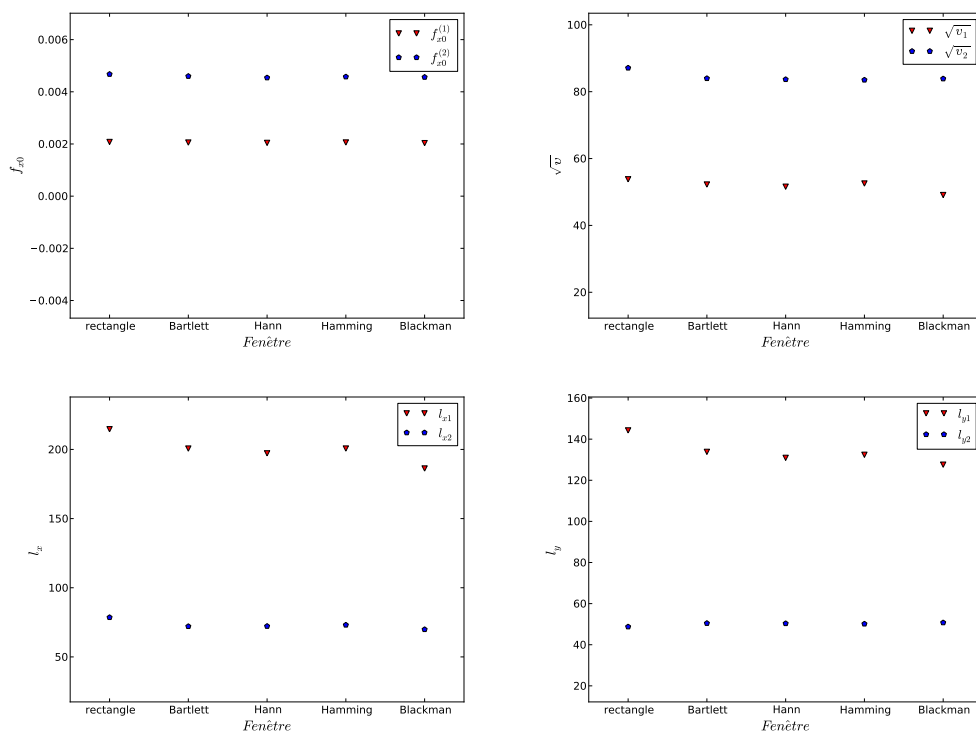 0.006
0.004
0.002
0.000
−0.002
−0.004
f_{x0}
f_{x0}^{(1)}
f_{x0}^{(2)}
rectangle Bartlett Hann Hamming Blackman
Fenêtre
100
80
60
40
20
√v
√v_1
√v_2
rectangle Bartlett Hann Hamming Blackman
Fenêtre
200
150
100
50
l_x
l_{x1}
l_{x2}
rectangle Bartlett Hann Hamming Blackman
Fenêtre
160
140
120
100
80
60
40
20
l_y
l_{y1}
l_{y2}
rectangle Bartlett Hann Hamming Blackman
Fenêtre